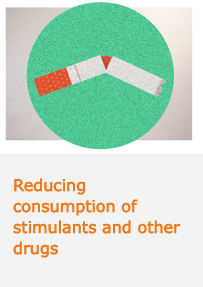 Reducing
consumption of
stimulants and other
drugs